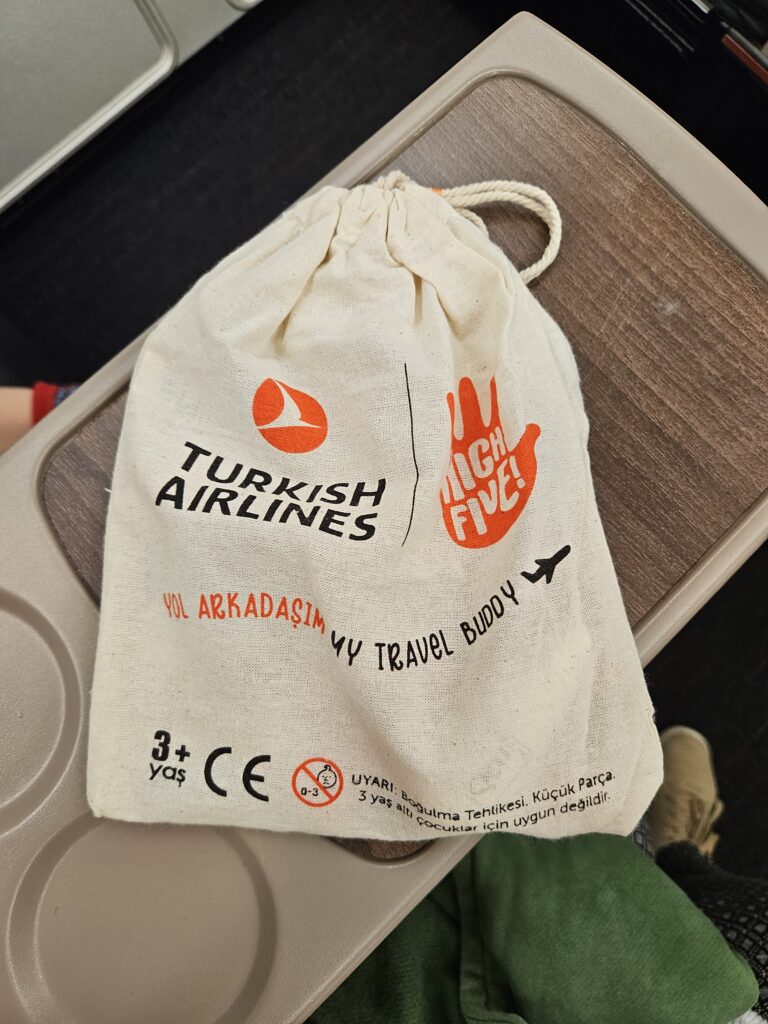 TURKISH
AIRLINES
HIGH
FIVE!
YOL ARKADAŞIM
MY TRAVEL BUDDY
3+
yaş
CE
0-3
UYARI: Boğulma Tehlikesi. Küçük Parça.
3 yaş altı çocuklar için uygun değildir.